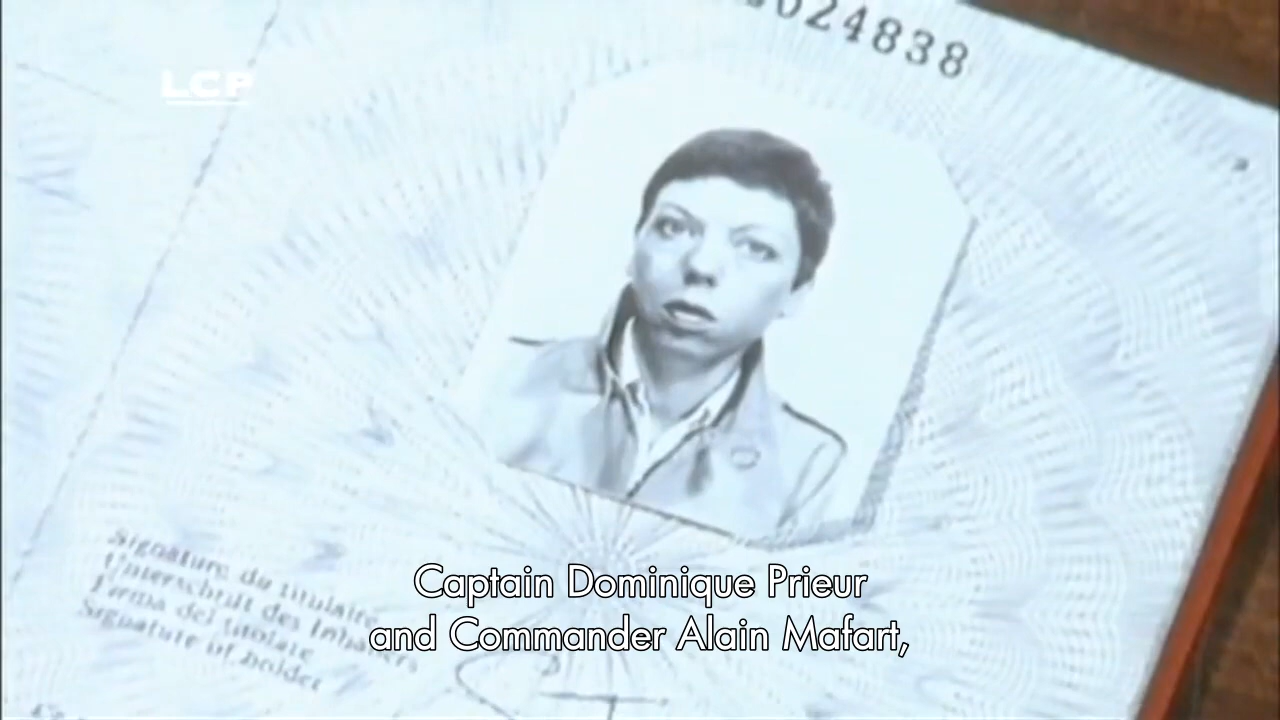 024838
LCP
Signature du titulaire
Unterschrift des Inhabers
Firma del titolare
Signature of holder
Captain Dominique Prieur
and Commander Alain Mafart,